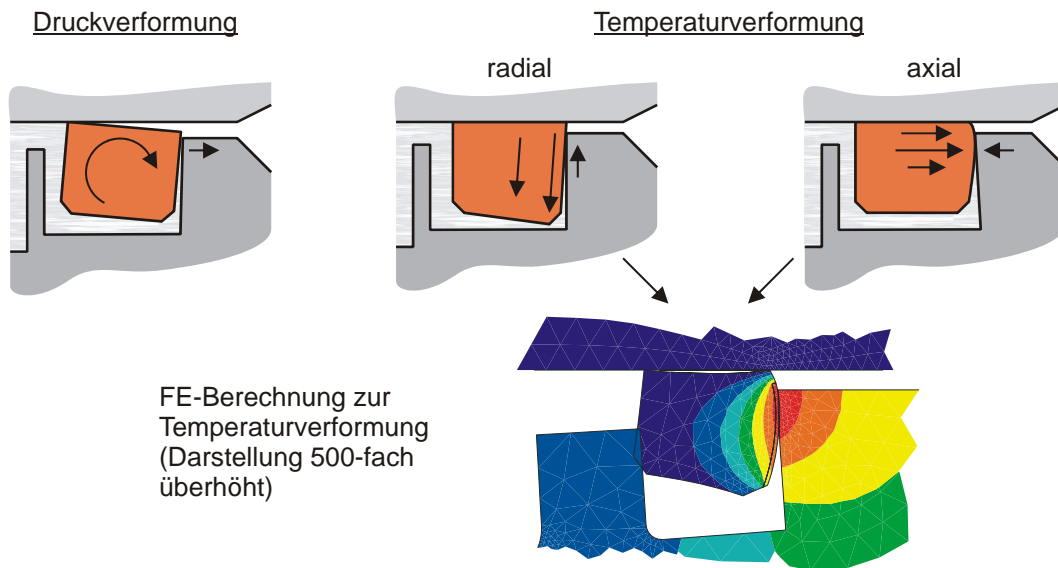 Druckverformung
Temperaturverformung
radial
axial
FE-Berechnung zur
Temperaturverformung
(Darstellung 500-fach
überhöht)